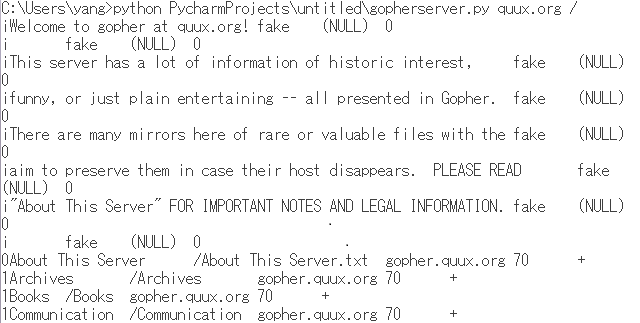 C:\Users\yang>python PycharmProjects\untitled\gopherserver.py quux.org /
iWelcome to gopher at quux.org! fake    (NULL)  0
i       fake    (NULL)  0
iThis server has a lot of information of historic interest,     fake    (NULL)
0
ifunny, or just plain entertaining -- all presented in Gopher.  fake    (NULL)
0
iThere are many mirrors here of rare or valuable files with the fake    (NULL)
0
iaim to preserve them in case their host disappears.  PLEASE READ       fake
(NULL)  0
i"About This Server" FOR IMPORTANT NOTES AND LEGAL INFORMATION. fake    (NULL)
0
i       fake    (NULL)  0
0About This Server      /About This Server.txt  gopher.quux.org 70      +
1Archives       /Archives       gopher.quux.org 70      +
1Books  /Books  gopher.quux.org 70      +
1Communication  /Communication  gopher.quux.org 70      +